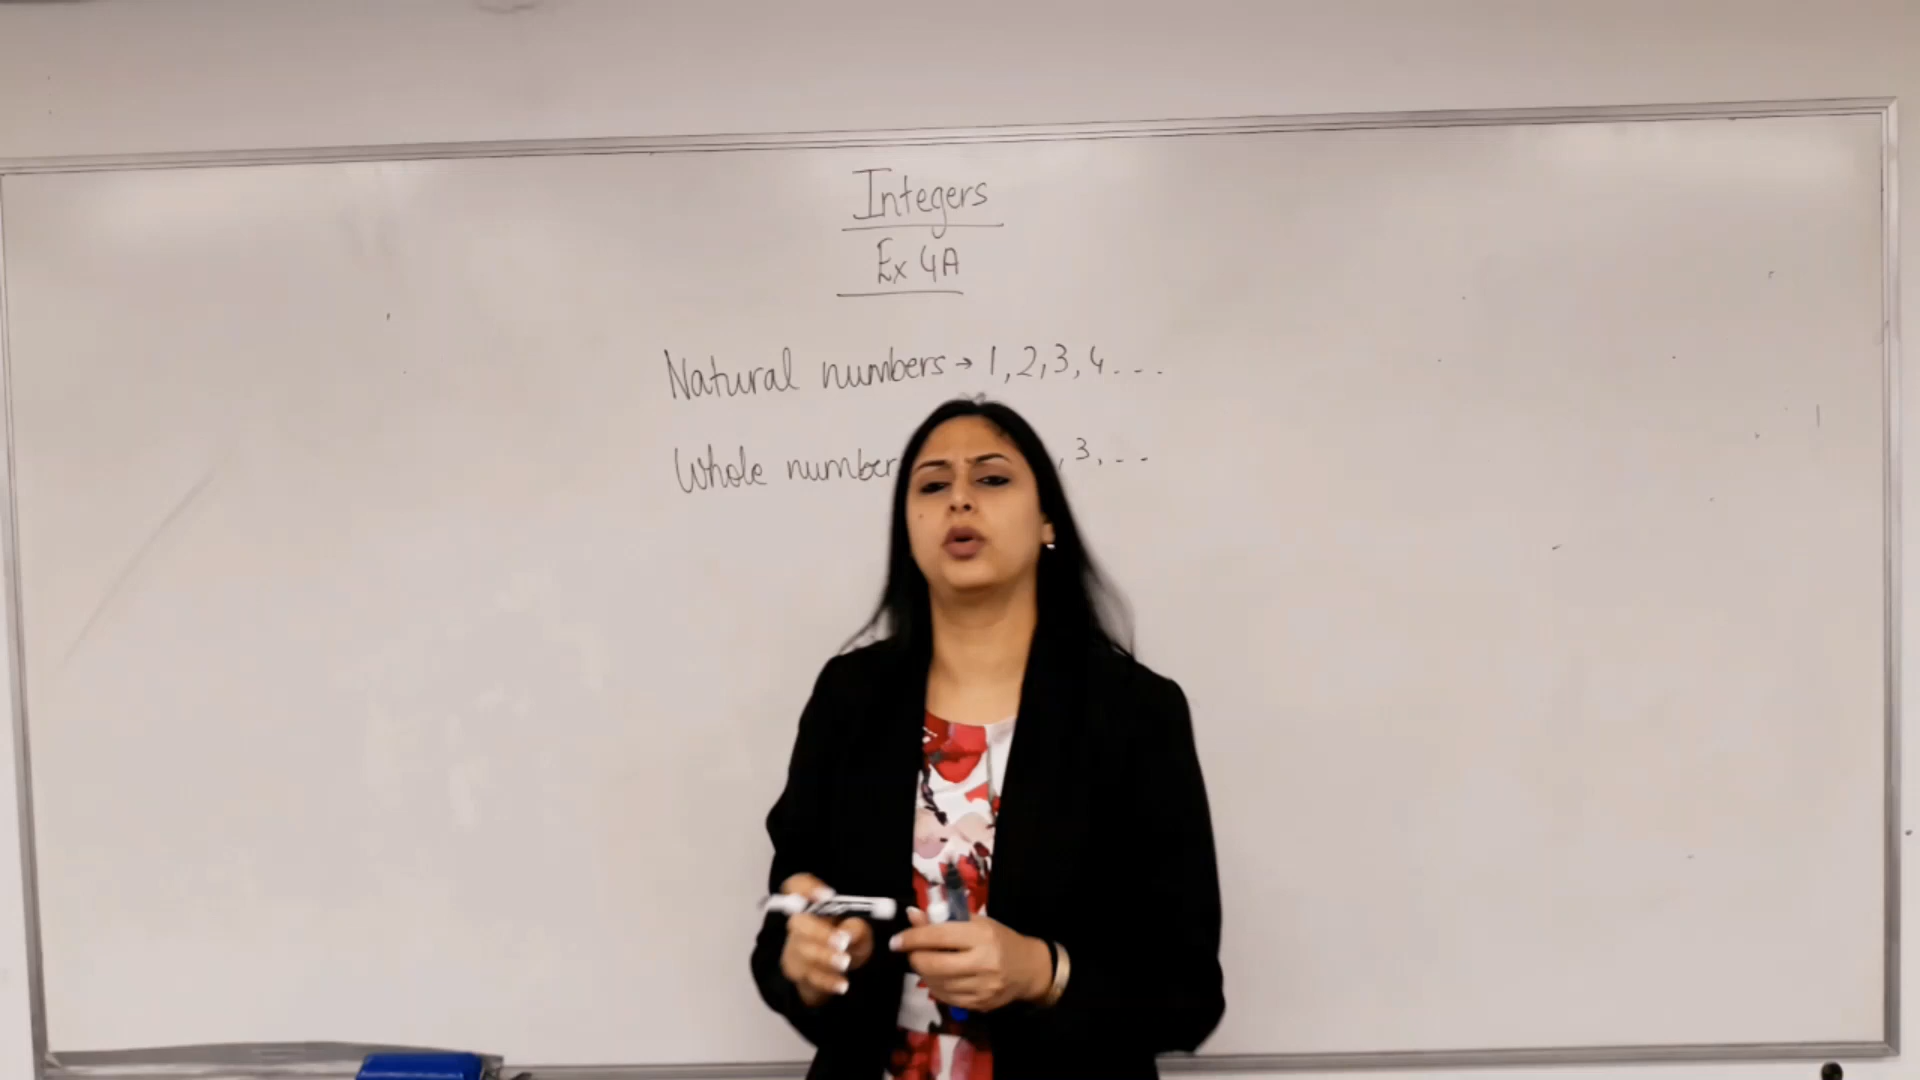 Integers
Ex 4A
Natural numbers → 1, 2, 3, 4 . . .
Whole number , 3, . .